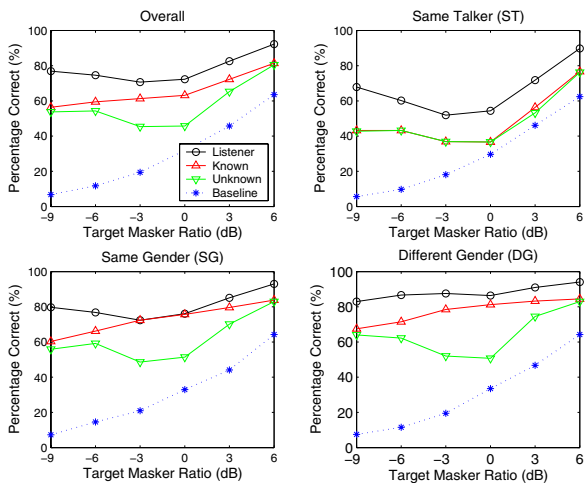 Overall
Percentage Correct (%)
100
80
60
40
20
0
Listener
Known
Unknown
Baseline
−9 −6 −3 0 3 6
Target Masker Ratio (dB)
Same Talker (ST)
Percentage Correct (%)
100
80
60
40
20
0
−9 −6 −3 0 3 6
Target Masker Ratio (dB)
Same Gender (SG)
Percentage Correct (%)
100
80
60
40
20
0
−9 −6 −3 0 3 6
Target Masker Ratio (dB)
Different Gender (DG)
Percentage Correct (%)
100
80
60
40
20
0
−9 −6 −3 0 3 6
Target Masker Ratio (dB)